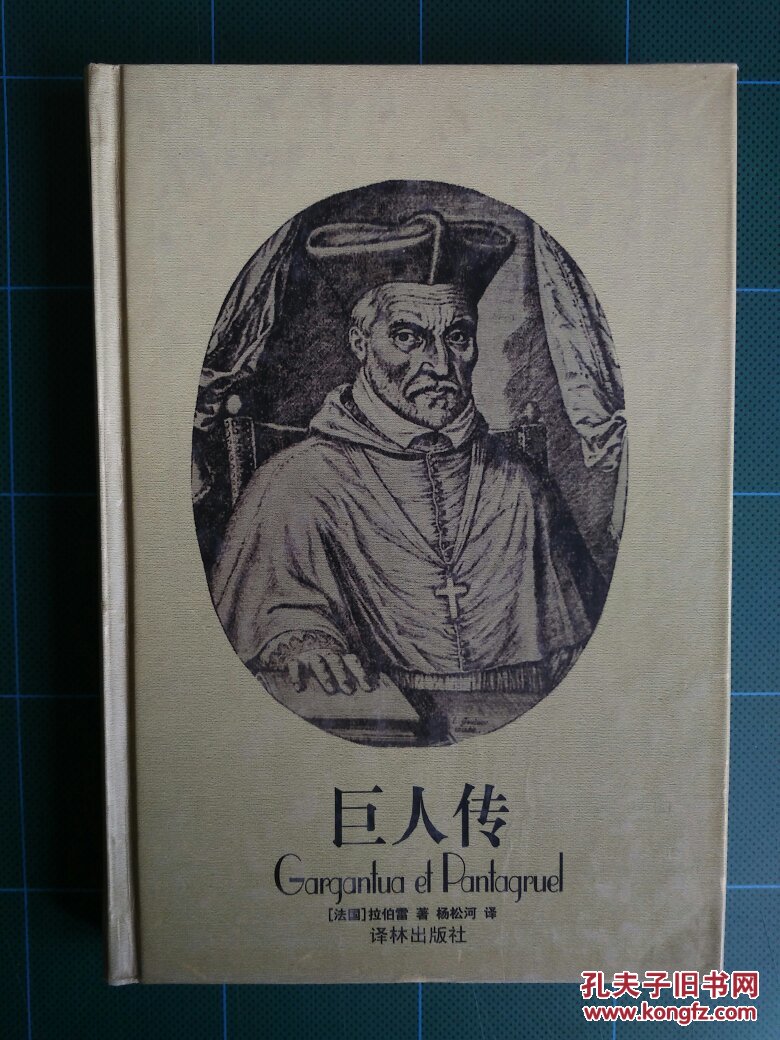 巨人传
Gargantua et Pantagruel
[法国]拉伯雷 著 杨松河 译
译林出版社
孔夫子旧书网
www.kongfz.com